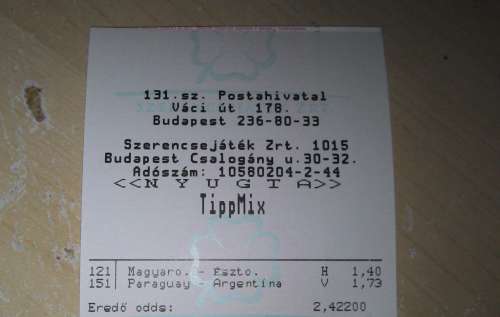 131.sz. Postahivatal
Váci út 178.
Budapest 236-80-33
Szerencsejáték Zrt. 1015
Budapest Csalogány u.30-32.
Adószám: 10580204-2-44
<<N Y U G T A>>
TippMix
121| Magyaro. - Észto. H 1,40
151| Paraguay - Argentina V 1,73
Eredő odds: 2,42200